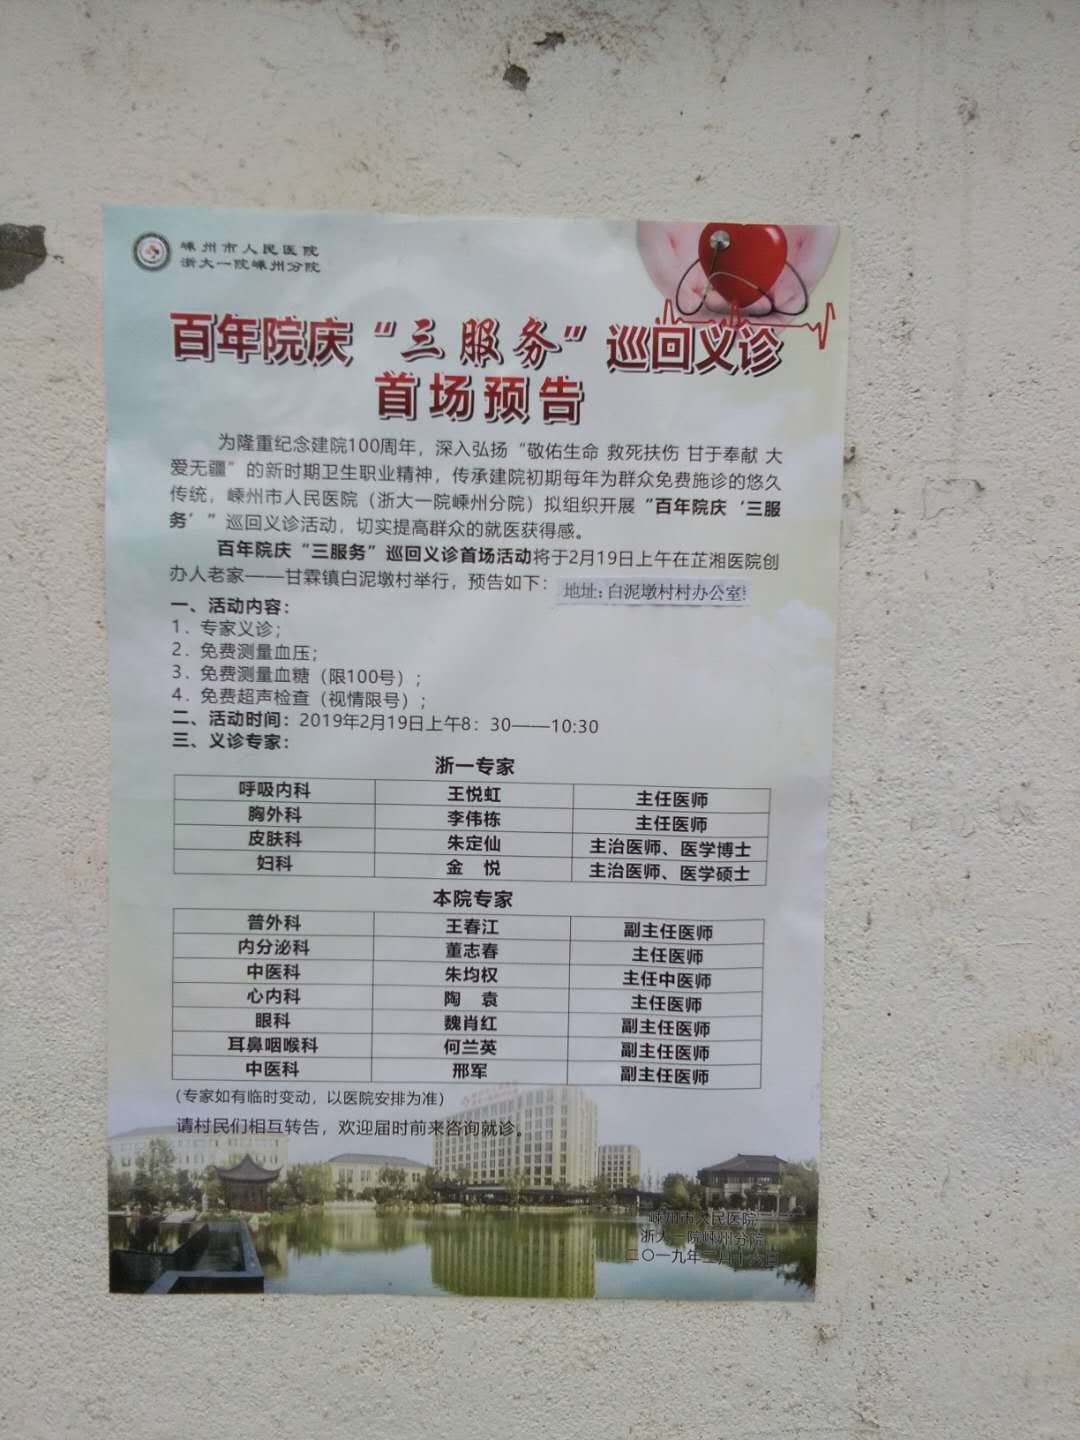 嵊州市人民医院
浙大一院嵊州分院
百年院庆“三服务”巡回义诊
首场预告
为隆重纪念建院100周年，深入弘扬“敬佑生命 救死扶伤 甘于奉献 大
爱无疆”的新时期卫生职业精神，传承建院初期每年为群众免费施诊的悠久
传统，嵊州市人民医院（浙大一院嵊州分院）拟组织开展“百年院庆‘三服
务’”巡回义诊活动，切实提高群众的就医获得感。
百年院庆“三服务”巡回义诊首场活动将于2月19日上午在芷湘医院创
办人老家——甘霖镇白泥墩村举行，预告如下： 地址：白泥墩村村办公室
一、活动内容：
1．专家义诊；
2．免费测量血压；
3．免费测量血糖（限100号）；
4．免费超声检查（视情限号）；
二、活动时间：2019年2月19日上午8：30——10:30
三、义诊专家：
浙一专家
呼吸内科 王悦虹 主任医师
胸外科 李伟栋 主任医师
皮肤科 朱定仙 主治医师、医学博士
妇科 金 悦 主治医师、医学硕士
本院专家
普外科 王春江 副主任医师
内分泌科 董志春 主任医师
中医科 朱均权 主任中医师
心内科 陶 袁 主任医师
眼科 魏肖红 副主任医师
耳鼻咽喉科 何兰英 副主任医师
中医科 邢军 副主任医师
（专家如有临时变动，以医院安排为准）
请村民们相互转告，欢迎届时前来咨询就诊。
嵊州市人民医院
浙大一院嵊州分院
二〇一九年二月十六日